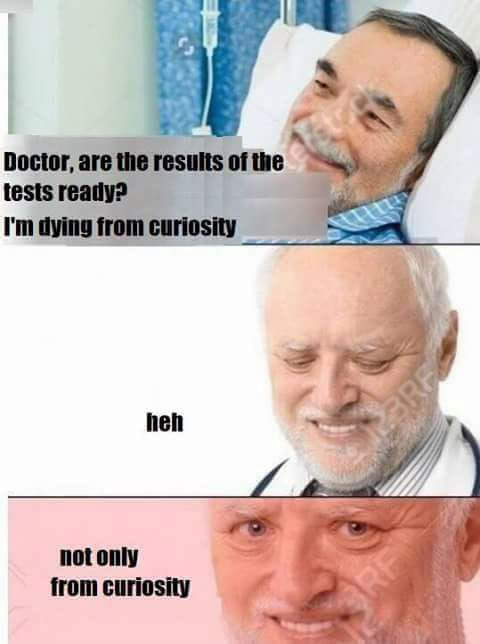 Doctor, are the results of the
tests ready?
I'm dying from curiosity
heh
not only
from curiosity